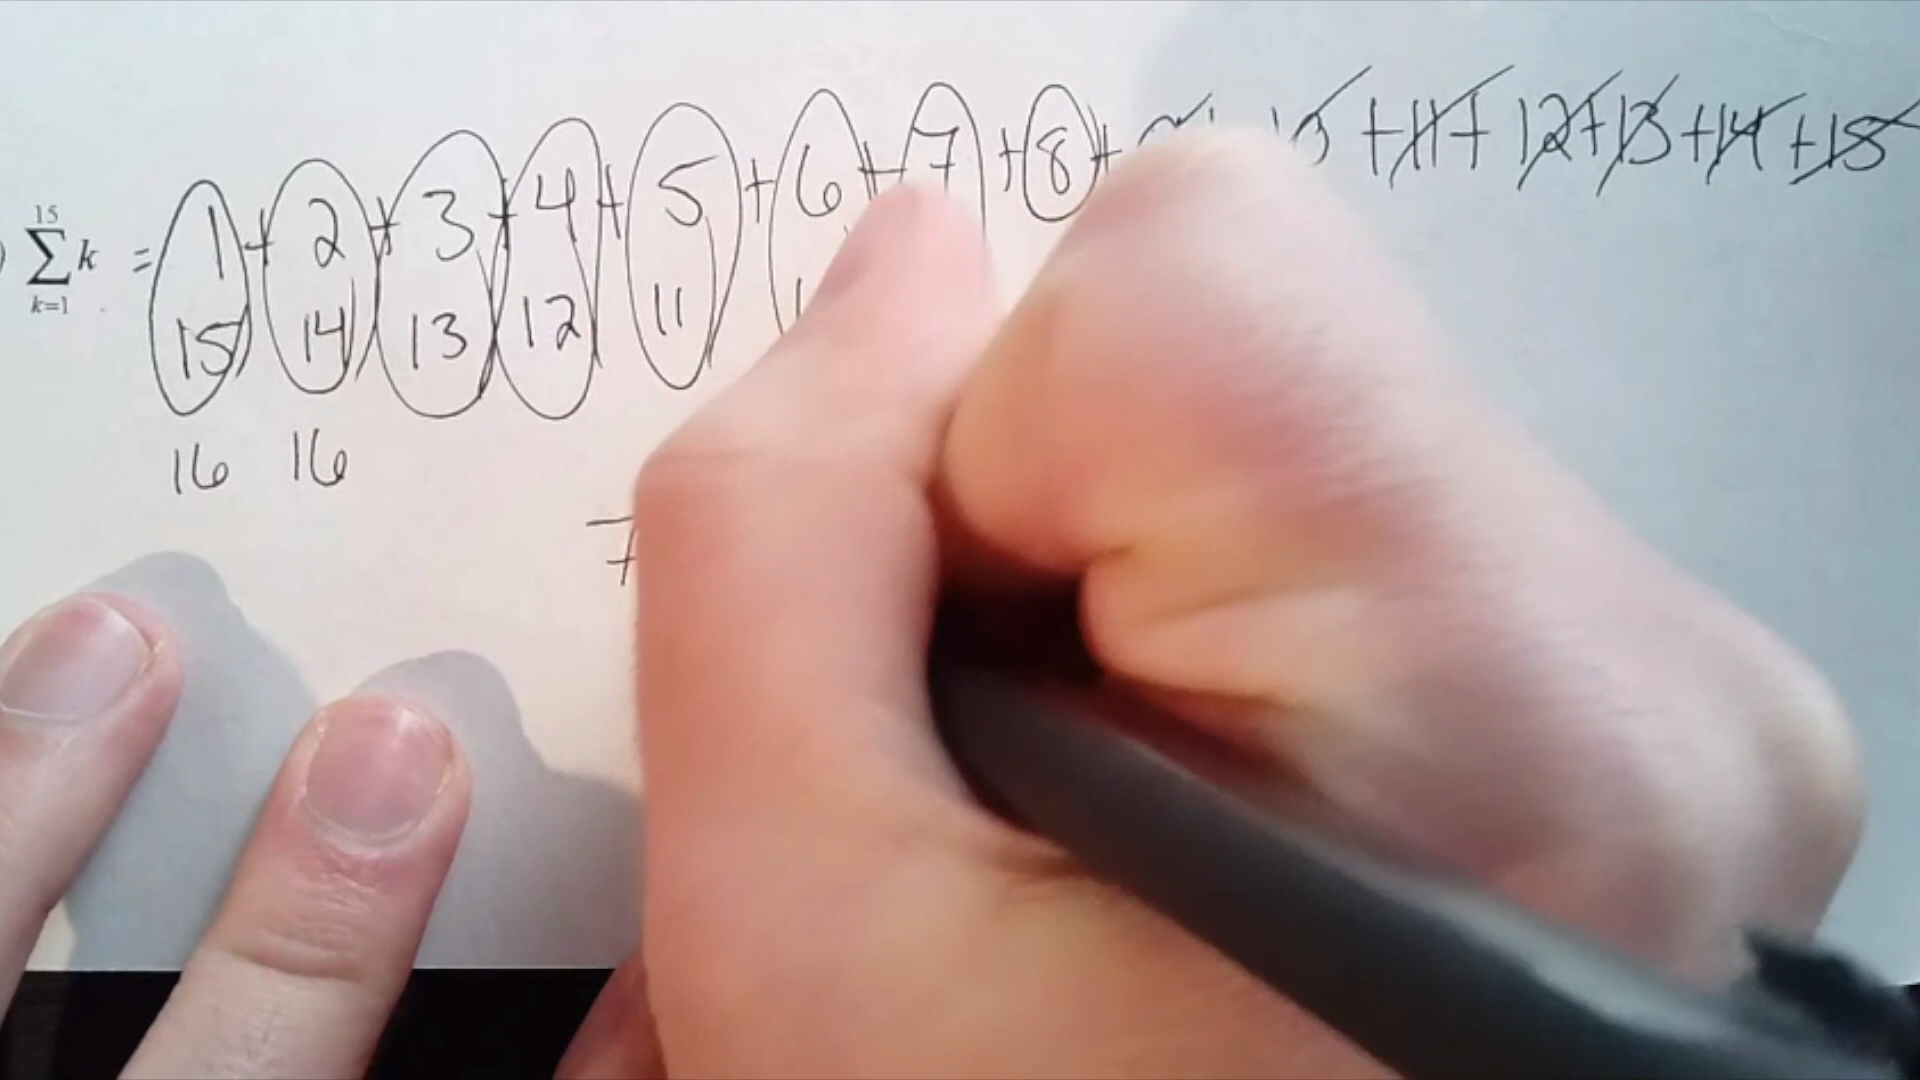 15
∑ k = 1 + 2 + 3 + 4 + 5 + 6 + 7 + 8 + + 11 + 12 + 13 + 14 + 15
k=1
15 14 13 12 11
16 16
7